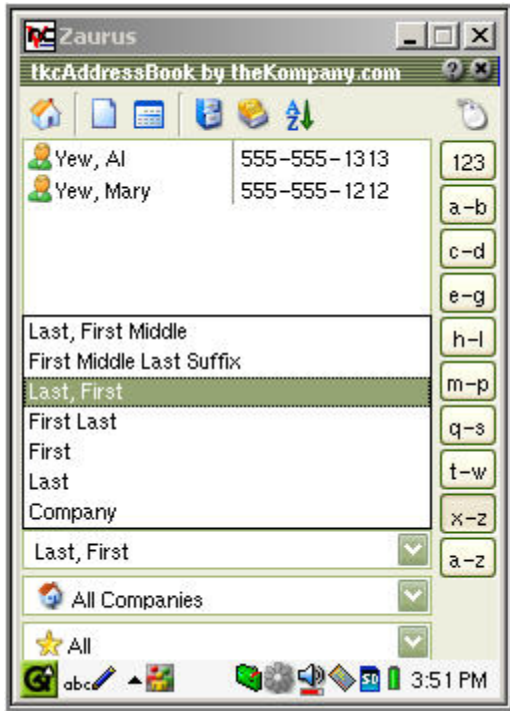 Zaurus
tkcAddressBook by theKompany.com
Yew, Al 555-555-1313
Yew, Mary 555-555-1212
123
a-b
c-d
e-g
h-l
m-p
q-s
t-w
x-z
a-z
Last, First Middle
First Middle Last Suffix
Last, First
First Last
First
Last
Company
Last, First
All Companies
All
abc 3:51 PM